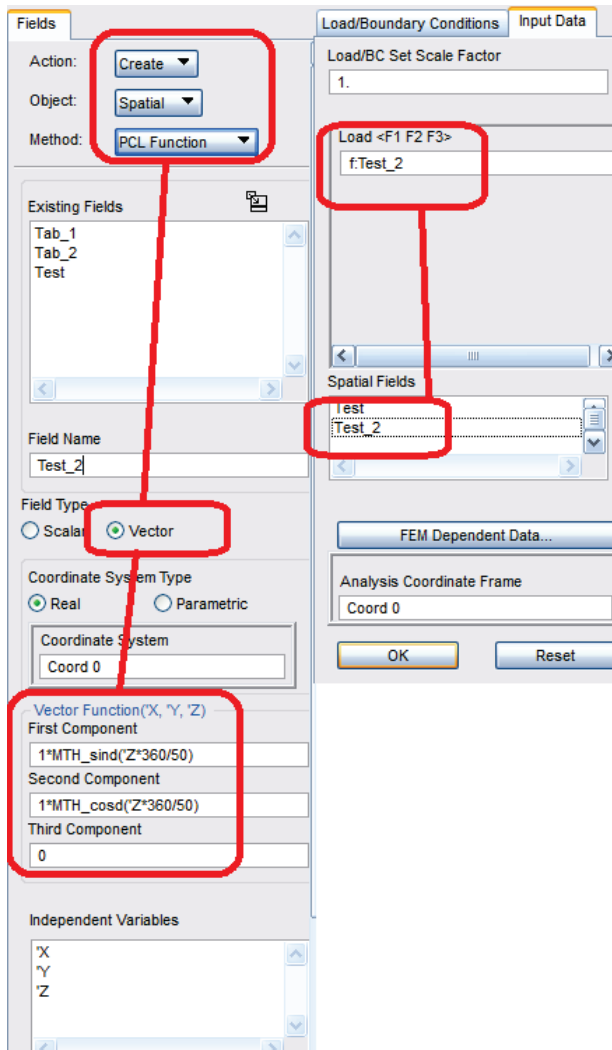 Fields
Action:
Create
Object:
Spatial
Method:
PCL Function
Existing Fields
Tab_1
Tab_2
Test
Field Name
Test_2
Field Type
Scalar
Vector
Coordinate System Type
Real
Parametric
Coordinate System
Coord 0
Vector Function('X, 'Y, 'Z)
First Component
1*MTH_sind('Z*360/50)
Second Component
1*MTH_cosd('Z*360/50)
Third Component
0
Independent Variables
'X
'Y
'Z
Load/Boundary Conditions
Input Data
Load/BC Set Scale Factor
1.
Load <F1 F2 F3>
f:Test_2
Spatial Fields
Test
Test_2
FEM Dependent Data...
Analysis Coordinate Frame
Coord 0
OK
Reset